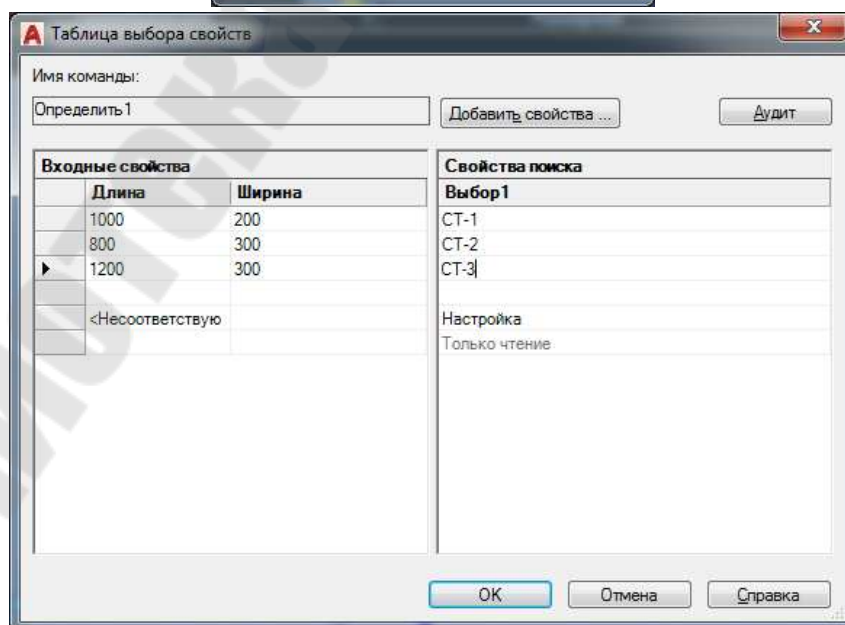 Таблица выбора свойств
Имя команды:
Определить1
Добавить свойства ...
Аудит
Входные свойства
Свойства поиска
Длина Ширина
Выбор1
1000 200 СТ-1
800 300 СТ-2
1200 300 СТ-3
<Несоответствую Настройка
Только чтение
OK
Отмена
Справка